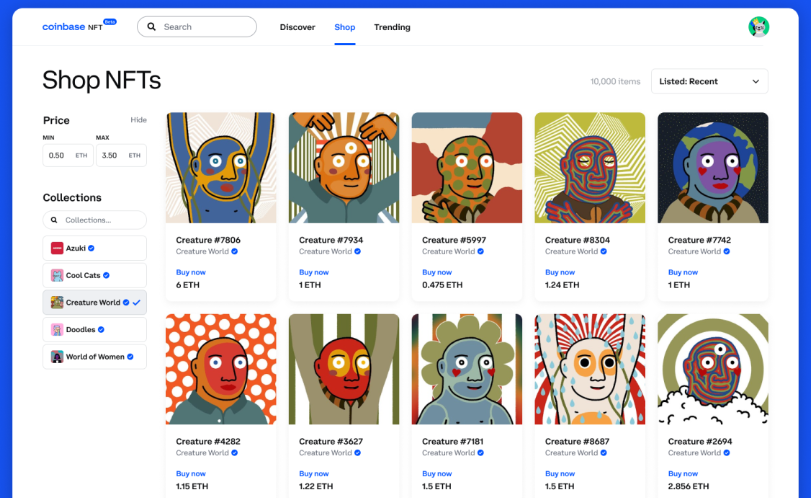 coinbase NFT Beta
Search
Discover
Shop
Trending
Shop NFTs
10,000 items
Listed: Recent
Price
Hide
MIN
MAX
0.50 ETH
3.50 ETH
Collections
Collections...
Azuki
Cool Cats
Creature World
Doodles
World of Women
Creature #7806
Creature World
Buy now
6 ETH
Creature #7934
Creature World
Buy now
1 ETH
Creature #5997
Creature World
Buy now
0.475 ETH
Creature #8304
Creature World
Buy now
1.24 ETH
Creature #7742
Creature World
Buy now
1 ETH
Creature #4282
Creature World
Buy now
1.15 ETH
Creature #3627
Creature World
Buy now
1.22 ETH
Creature #7181
Creature World
Buy now
1.5 ETH
Creature #8687
Creature World
Buy now
1.5 ETH
Creature #2694
Creature World
Buy now
2.856 ETH